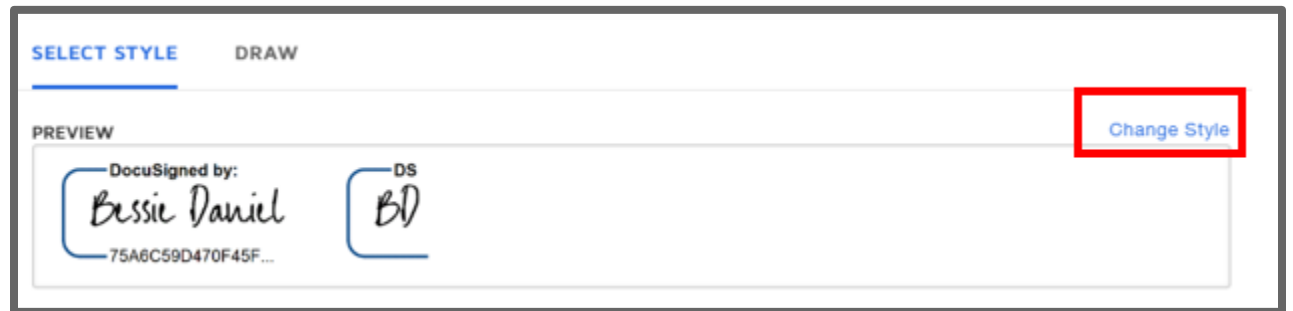 SELECT STYLE DRAW
PREVIEW Change Style
DocuSigned by: DS
Bessie Daniel BD
75A6C59D470F45F...